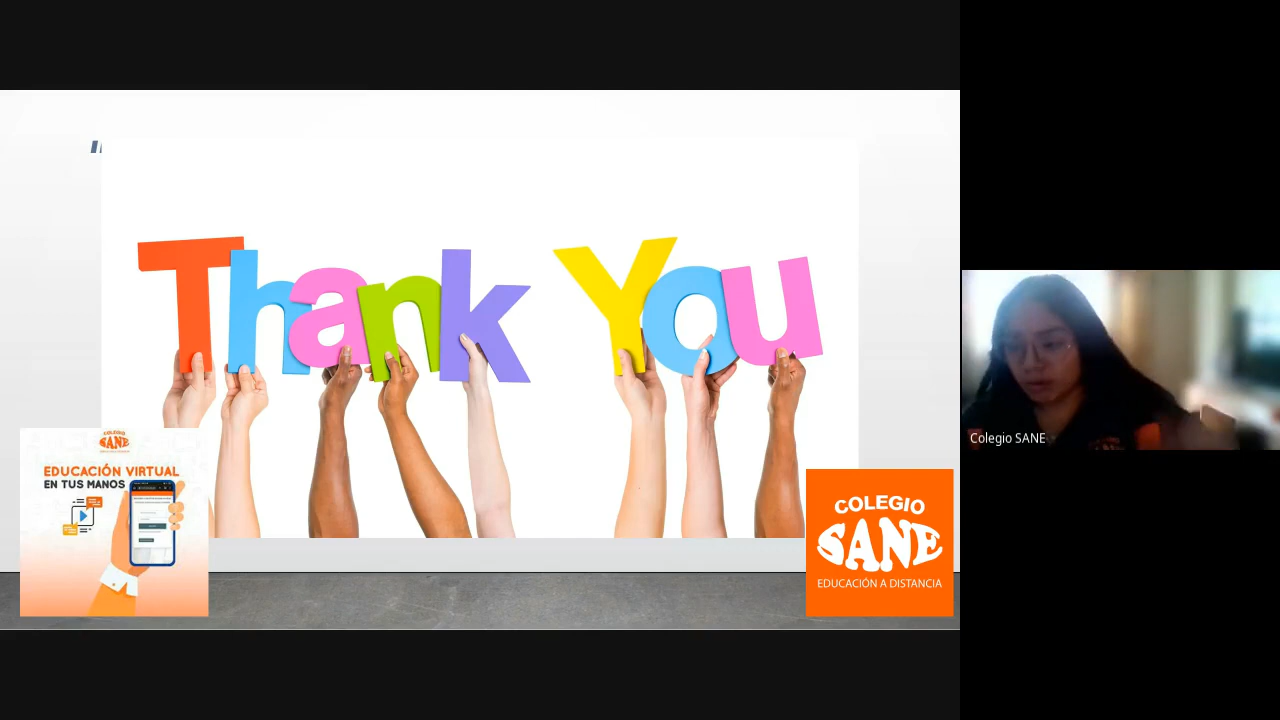 "
Thank You
COLEGIO
SANE
EDUCACIÓN VIRTUAL
EN TUS MANOS
COLEGIO
SANE
EDUCACIÓN A DISTANCIA
Colegio SANE